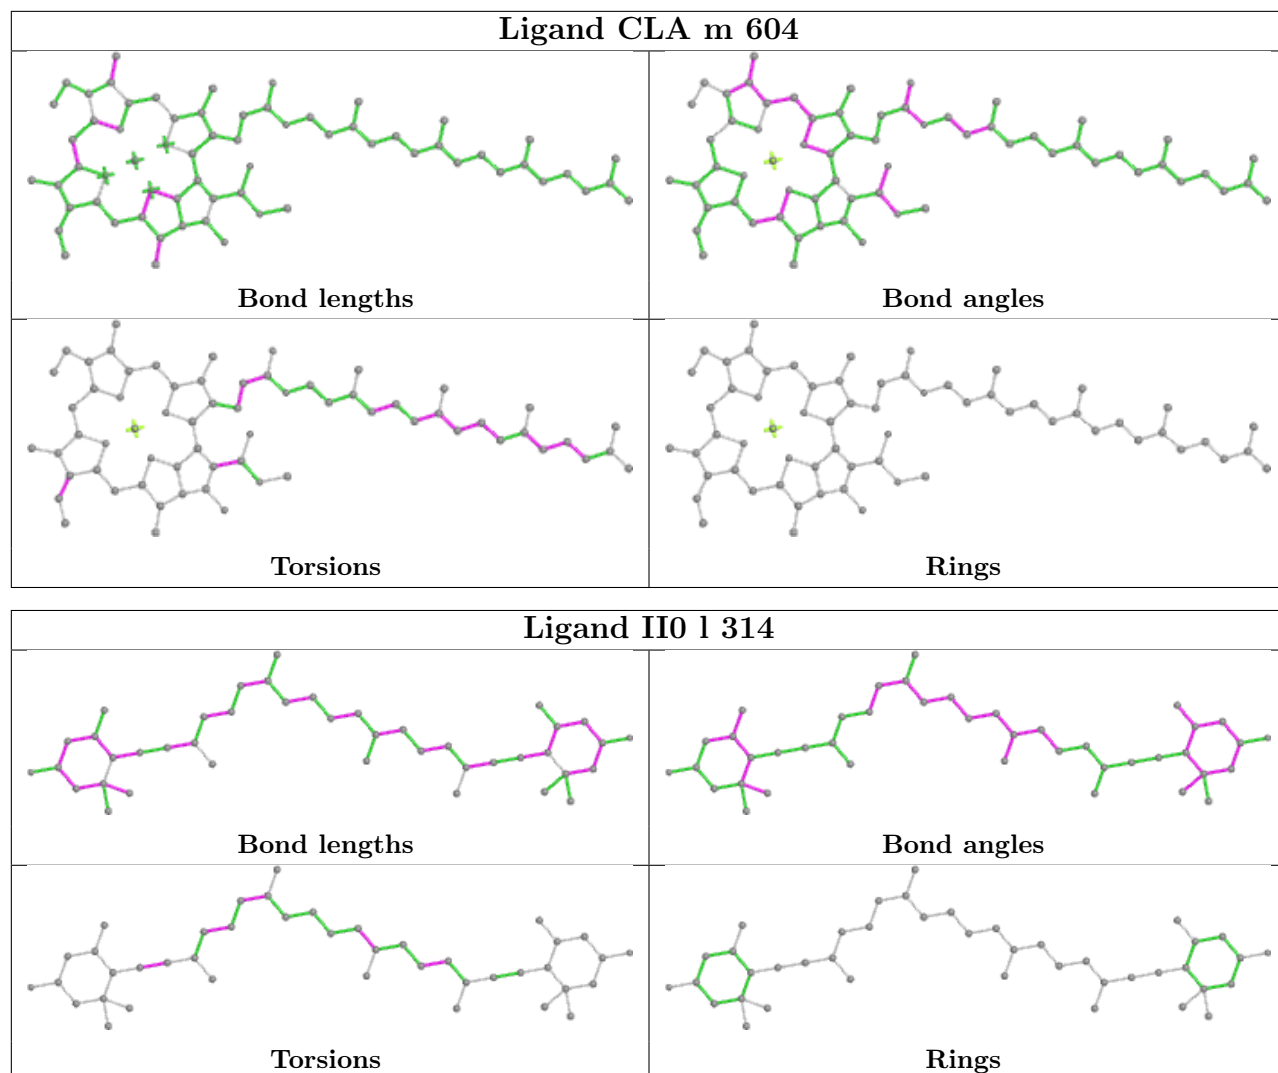 Ligand CLA m 604
Bond lengths
Bond angles
Torsions
Rings
Ligand II0 l 314
Bond lengths
Bond angles
Torsions
Rings